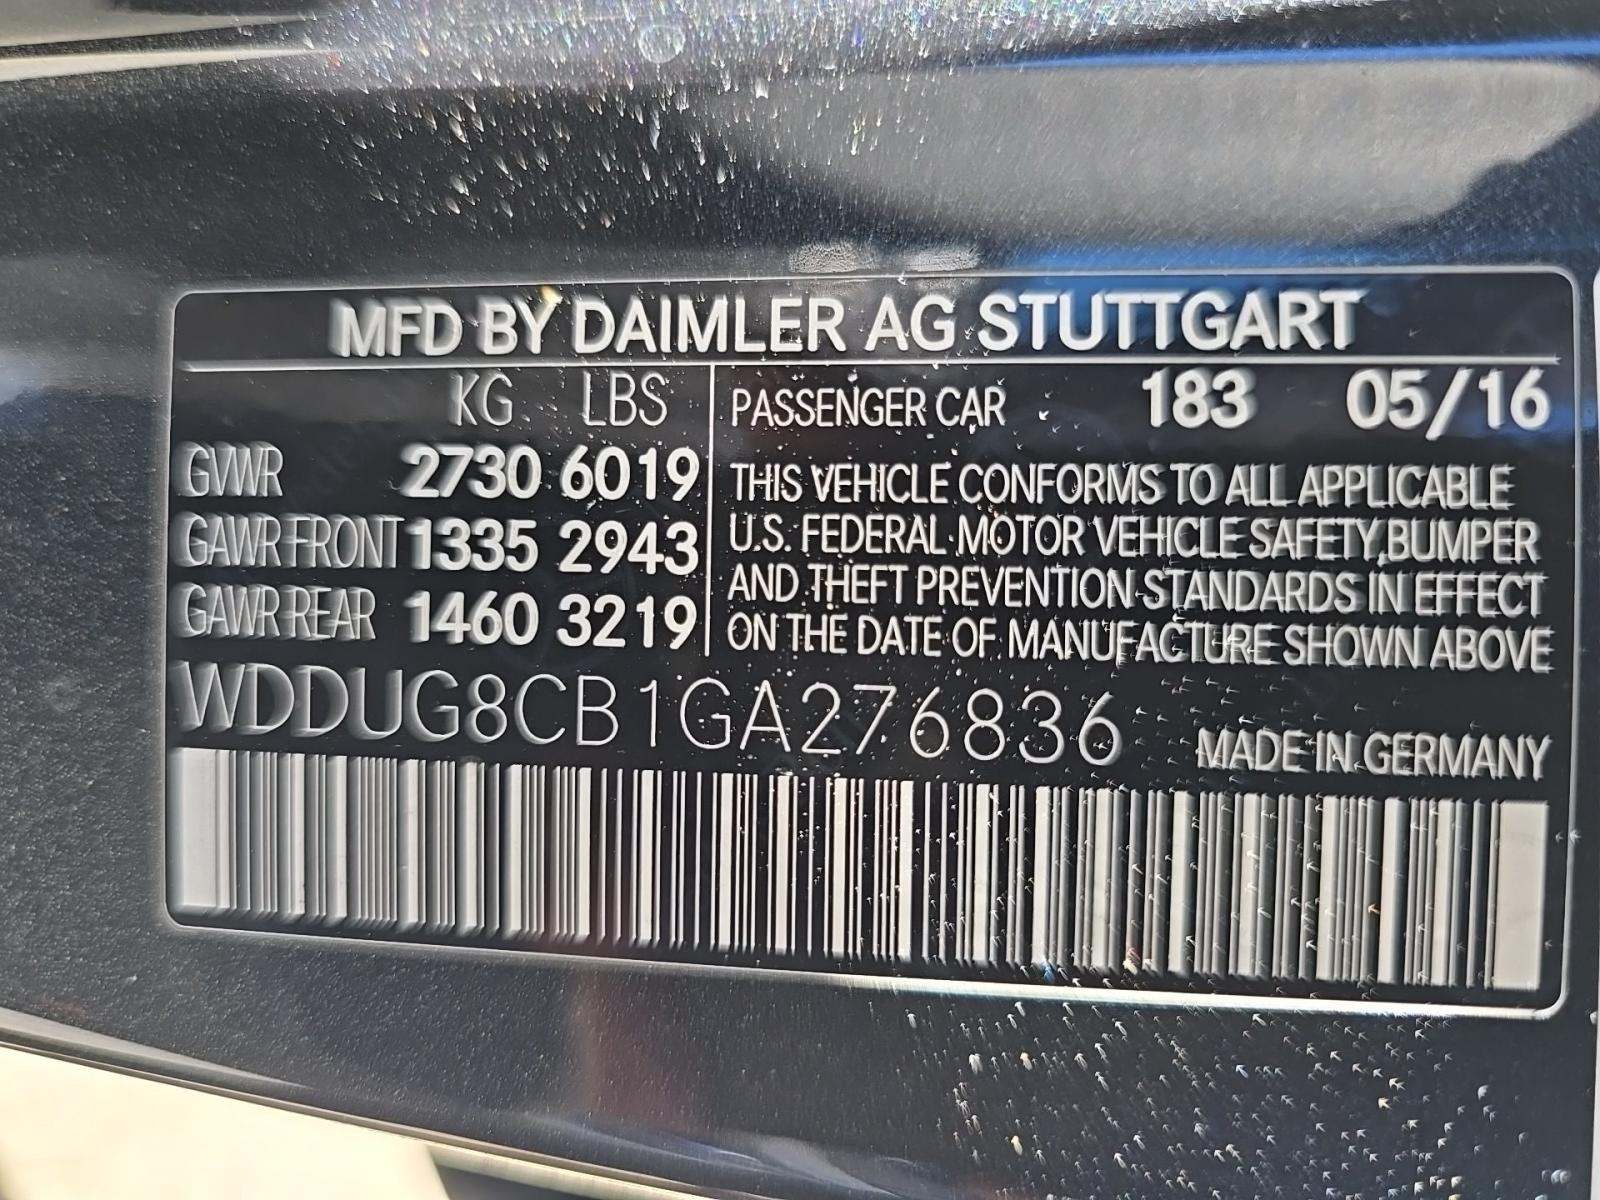 MFD BY DAIMLER AG STUTTGART
KG LBS
GVWR 2730 6019
GAWR FRONT 1335 2943
GAWR REAR 1460 3219
PASSENGER CAR 183 05/16
THIS VEHICLE CONFORMS TO ALL APPLICABLE
U.S. FEDERAL MOTOR VEHICLE SAFETY, BUMPER
AND THEFT PREVENTION STANDARDS IN EFFECT
ON THE DATE OF MANUFACTURE SHOWN ABOVE
WDDUG8CB1GA276836
MADE IN GERMANY